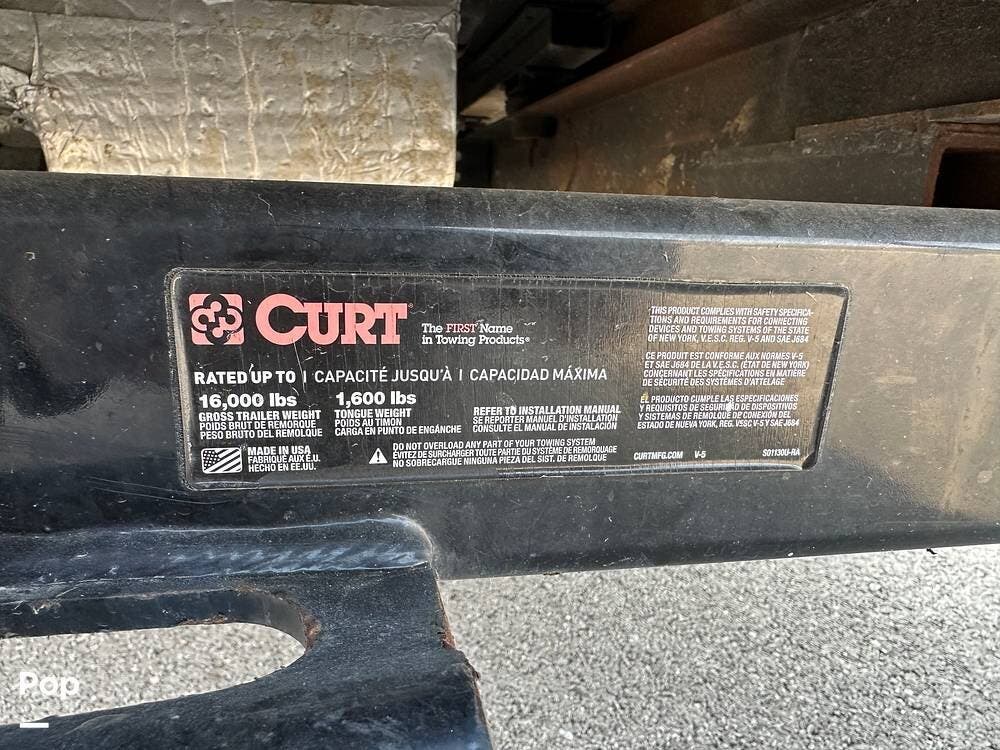 CURT
The FIRST Name
in Towing Products®
RATED UP TO | CAPACITÉ JUSQU'À | CAPACIDAD MÁXIMA
16,000 lbs
GROSS TRAILER WEIGHT
POIDS BRUT DE REMORQUE
PESO BRUTO DEL REMOLQUE
1,600 lbs
TONGUE WEIGHT
POIDS AU TIMON
CARGA EN PUNTO DE ENGANCHE
REFER TO INSTALLATION MANUAL
SE REPORTER MANUEL D'INSTALLATION
CONSULTE EL MANUAL DE INSTALACIÓN
MADE IN USA
FABRIQUÉ AUX É.U.
HECHO EN EE.UU.
DO NOT OVERLOAD ANY PART OF YOUR TOWING SYSTEM
ÉVITEZ DE SURCHARGER TOUTE PARTIE DU SYSTÈME DE REMORQUAGE
NO SOBRECARGUE NINGUNA PIEZA DEL SIST. DE REMOLQUE
THIS PRODUCT COMPLIES WITH SAFETY SPECIFICA-
TIONS AND REQUIREMENTS FOR CONNECTING
DEVICES AND TOWING SYSTEMS OF THE STATE
OF NEW YORK, V.E.S.C. REG. V-5 AND SAE J684
CE PRODUIT EST CONFORME AUX NORMES V-5
ET SAE J684 DE LA V.E.S.C. (ÉTAT DE NEW YORK)
CONCERNANT LES SPÉCIFICATIONS EN MATIÈRE
DE SÉCURITÉ DES SYSTÈMES D'ATTELAGE
EL PRODUCTO CUMPLE LAS ESPECIFICACIONES
Y REQUISITOS DE SEGURIDAD DE DISPOSITIVOS
Y SISTEMAS DE REMOLQUE DE CONEXIÓN DEL
ESTADO DE NUEVA YORK, REG. VSSC V-5 Y SAE J684
CURTMFG.COM V-5 S01130U-RA
Pop